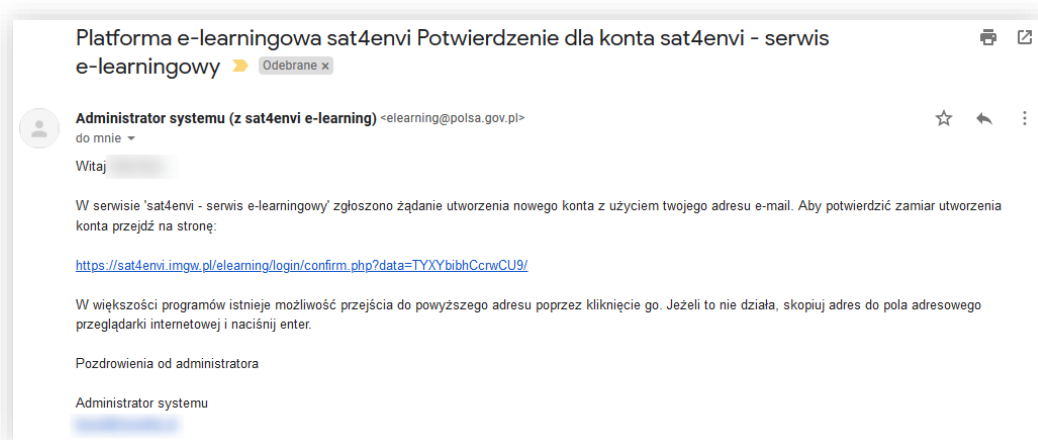 Platforma e-learningowa sat4envi Potwierdzenie dla konta sat4envi - serwis
e-learningowy Odebrane x
Administrator systemu (z sat4envi e-learning) <elearning@polsa.gov.pl>
do mnie
Witaj
W serwisie 'sat4envi - serwis e-learningowy' zgłoszono żądanie utworzenia nowego konta z użyciem twojego adresu e-mail. Aby potwierdzić zamiar utworzenia
konta przejdź na stronę:
https://sat4envi.imgw.pl/elearning/login/confirm.php?data=TYXYbibhCcrwCU9/
W większości programów istnieje możliwość przejścia do powyższego adresu poprzez kliknięcie go. Jeżeli to nie działa, skopiuj adres do pola adresowego
przeglądarki internetowej i naciśnij enter.
Pozdrowienia od administratora
Administrator systemu